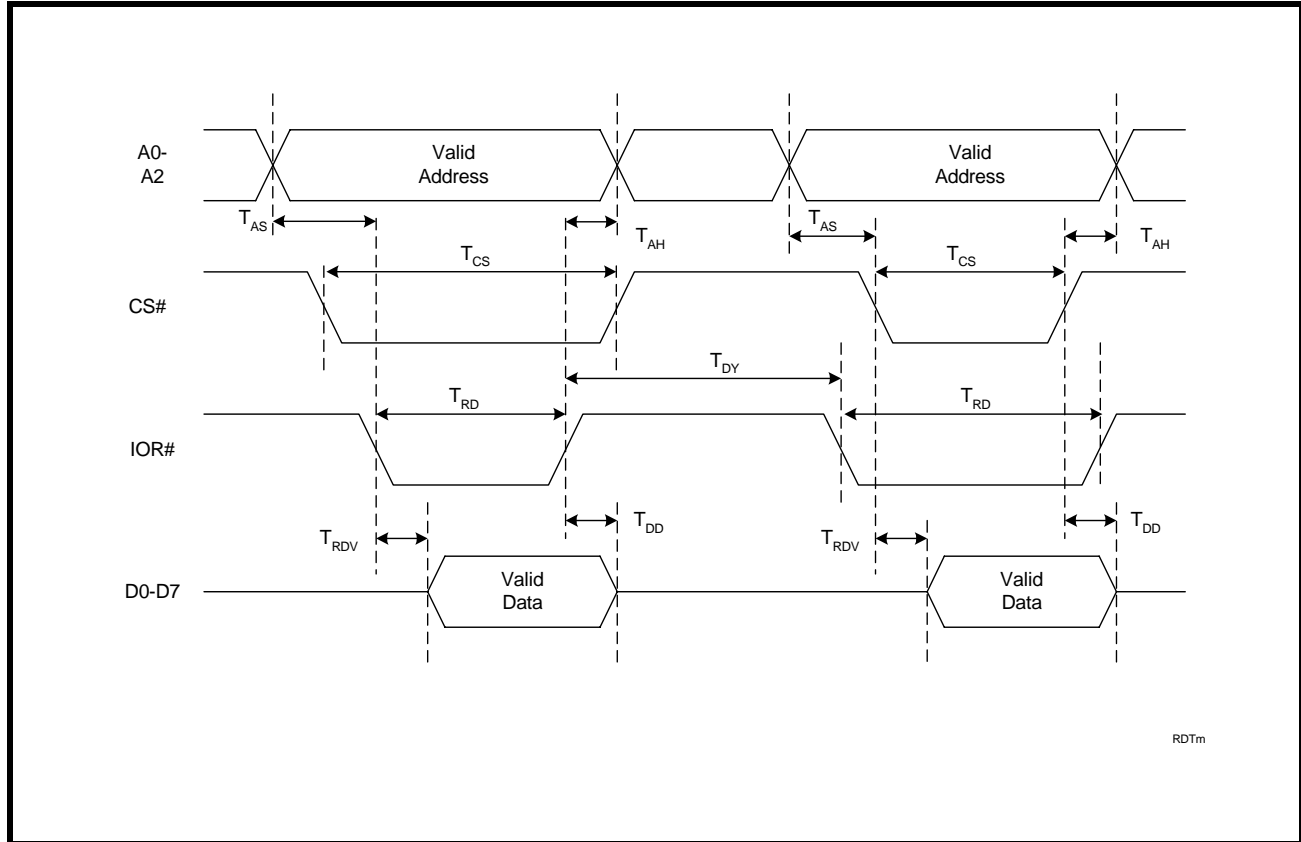 A0-
A2
Valid
Address
Valid
Address
TAS
TAH
TAS
TAH
TCS
TCS
CS#
TDY
TRD
TRD
IOR#
TRDV
TDD
TRDV
TDD
D0-D7
Valid
Data
Valid
Data
RDTm